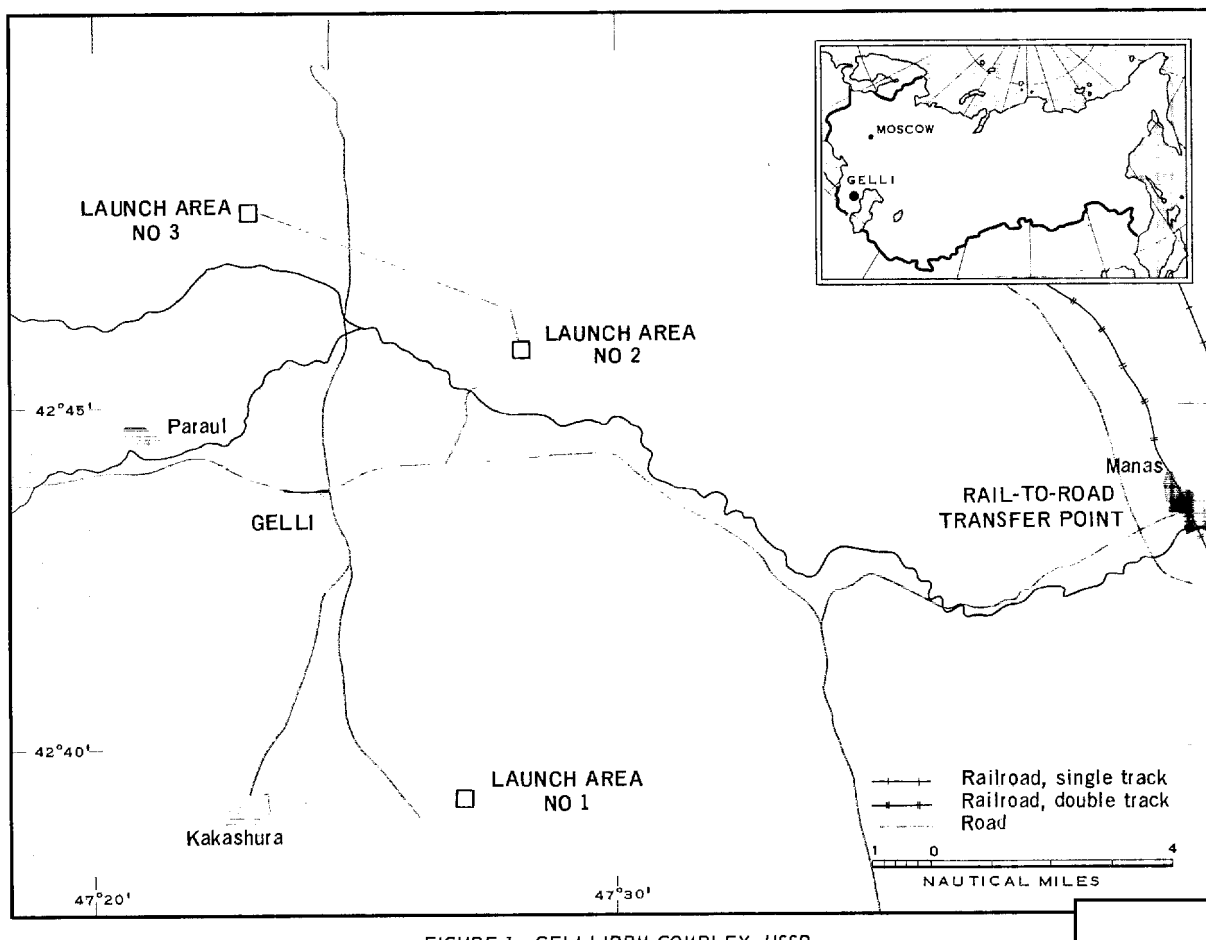 MOSCOW
GELLI
LAUNCH AREA
NO 3
LAUNCH AREA
NO 2
42°45'
Paraul
Manas
RAIL-TO-ROAD
TRANSFER POINT
GELLI
42°40'
LAUNCH AREA
NO 1
Kakashura
Railroad, single track
Railroad, double track
Road
1 0 4
NAUTICAL MILES
47°20'
47°30'